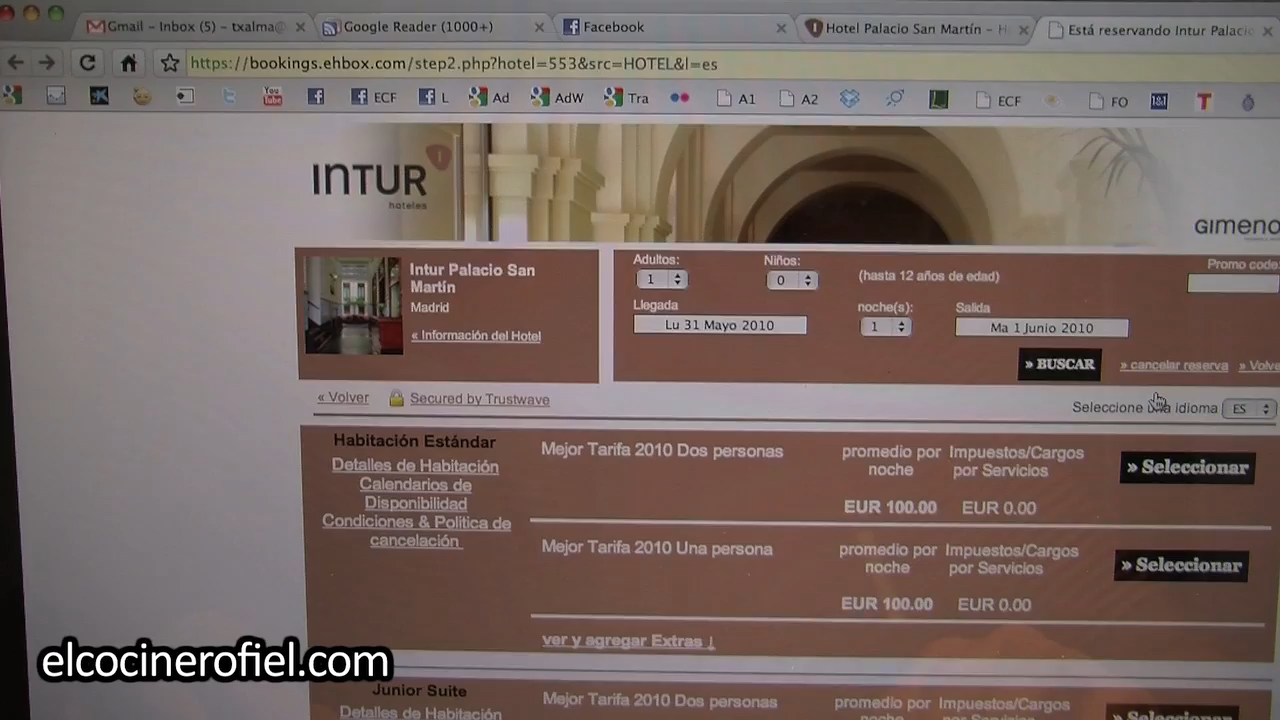 Gmail - Inbox (5) - txalma@
Google Reader (1000+)
Facebook
Hotel Palacio San Martín - H
Está reservando Intur Palacio
https://bookings.ehbox.com/step2.php?hotel=553&src=HOTEL&l=es
You Tube
ECF
L
Ad
AdW
Tra
A1
A2
ECF
FO
1&1
T
INTUR
hoteles
GIMENO
Intur Palacio San
Martín
Madrid
« Información del Hotel
Adultos:
Niños:
Promo code:
1
0
(hasta 12 años de edad)
Llegada
noche(s):
Salida
Lu 31 Mayo 2010
1
Ma 1 Junio 2010
» BUSCAR
» cancelar reserva
» Volve
« Volver
Secured by Trustwave
Seleccione una idioma
ES
Habitación Estándar
Detalles de Habitación
Calendarios de
Disponibilidad
Condiciones & Politica de
cancelación
Mejor Tarifa 2010 Dos personas
promedio por
noche
Impuestos/Cargos
por Servicios
» Seleccionar
EUR 100.00
EUR 0.00
Mejor Tarifa 2010 Una persona
promedio por
noche
Impuestos/Cargos
por Servicios
» Seleccionar
EUR 100.00
EUR 0.00
ver y agregar Extras ↓
elcocinerofiel.com
Junior Suite
Detalles de Habitación
Mejor Tarifa 2010 Dos personas
promedio por
noche
Impuestos/Cargos
por Servicios
» Seleccionar